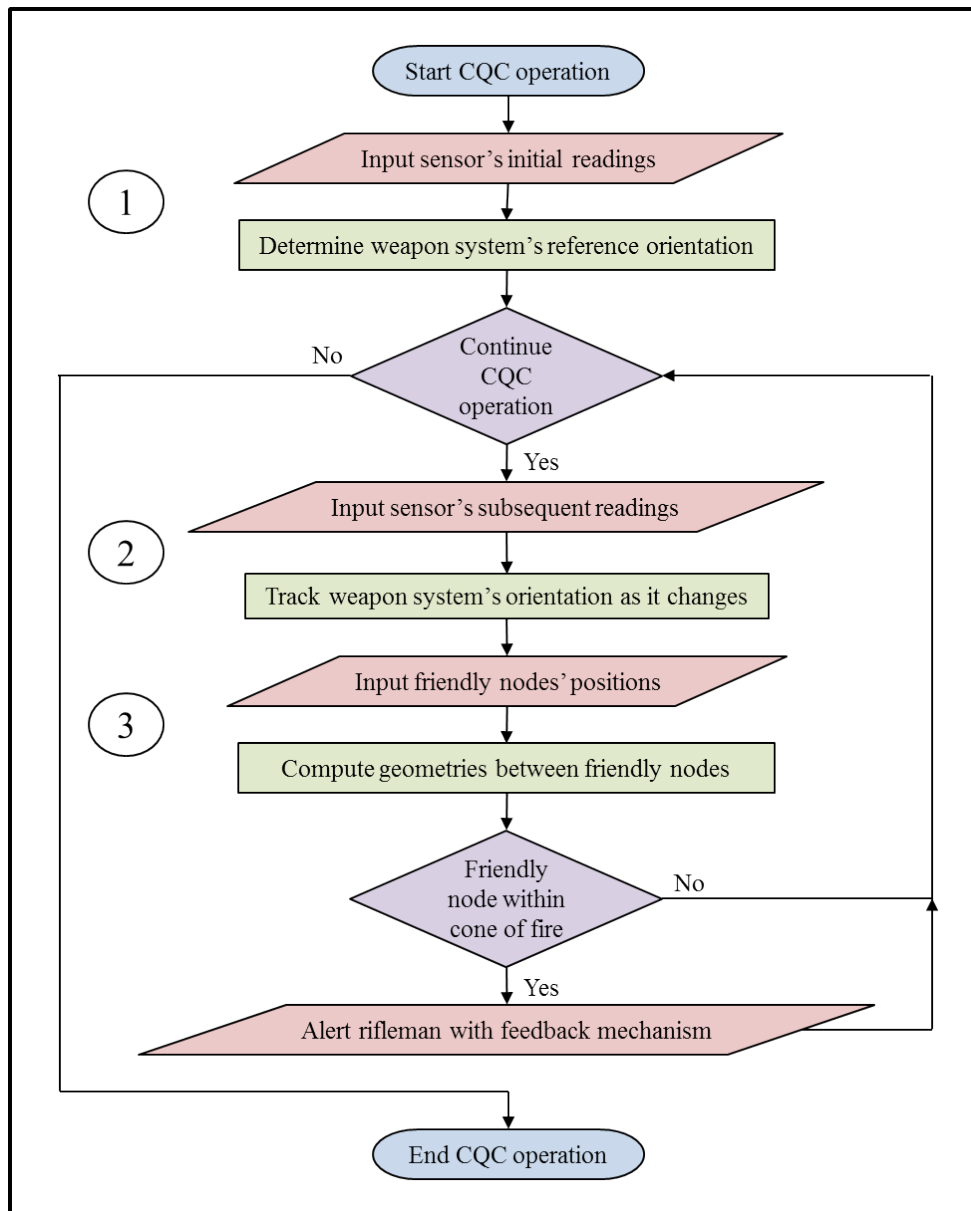 Start CQC operation
Input sensor’s initial readings
1
Determine weapon system’s reference orientation
No
Continue
CQC
operation
Yes
Input sensor’s subsequent readings
2
Track weapon system’s orientation as it changes
Input friendly nodes’ positions
3
Compute geometries between friendly nodes
Friendly
node within
cone of fire
No
Yes
Alert rifleman with feedback mechanism
End CQC operation